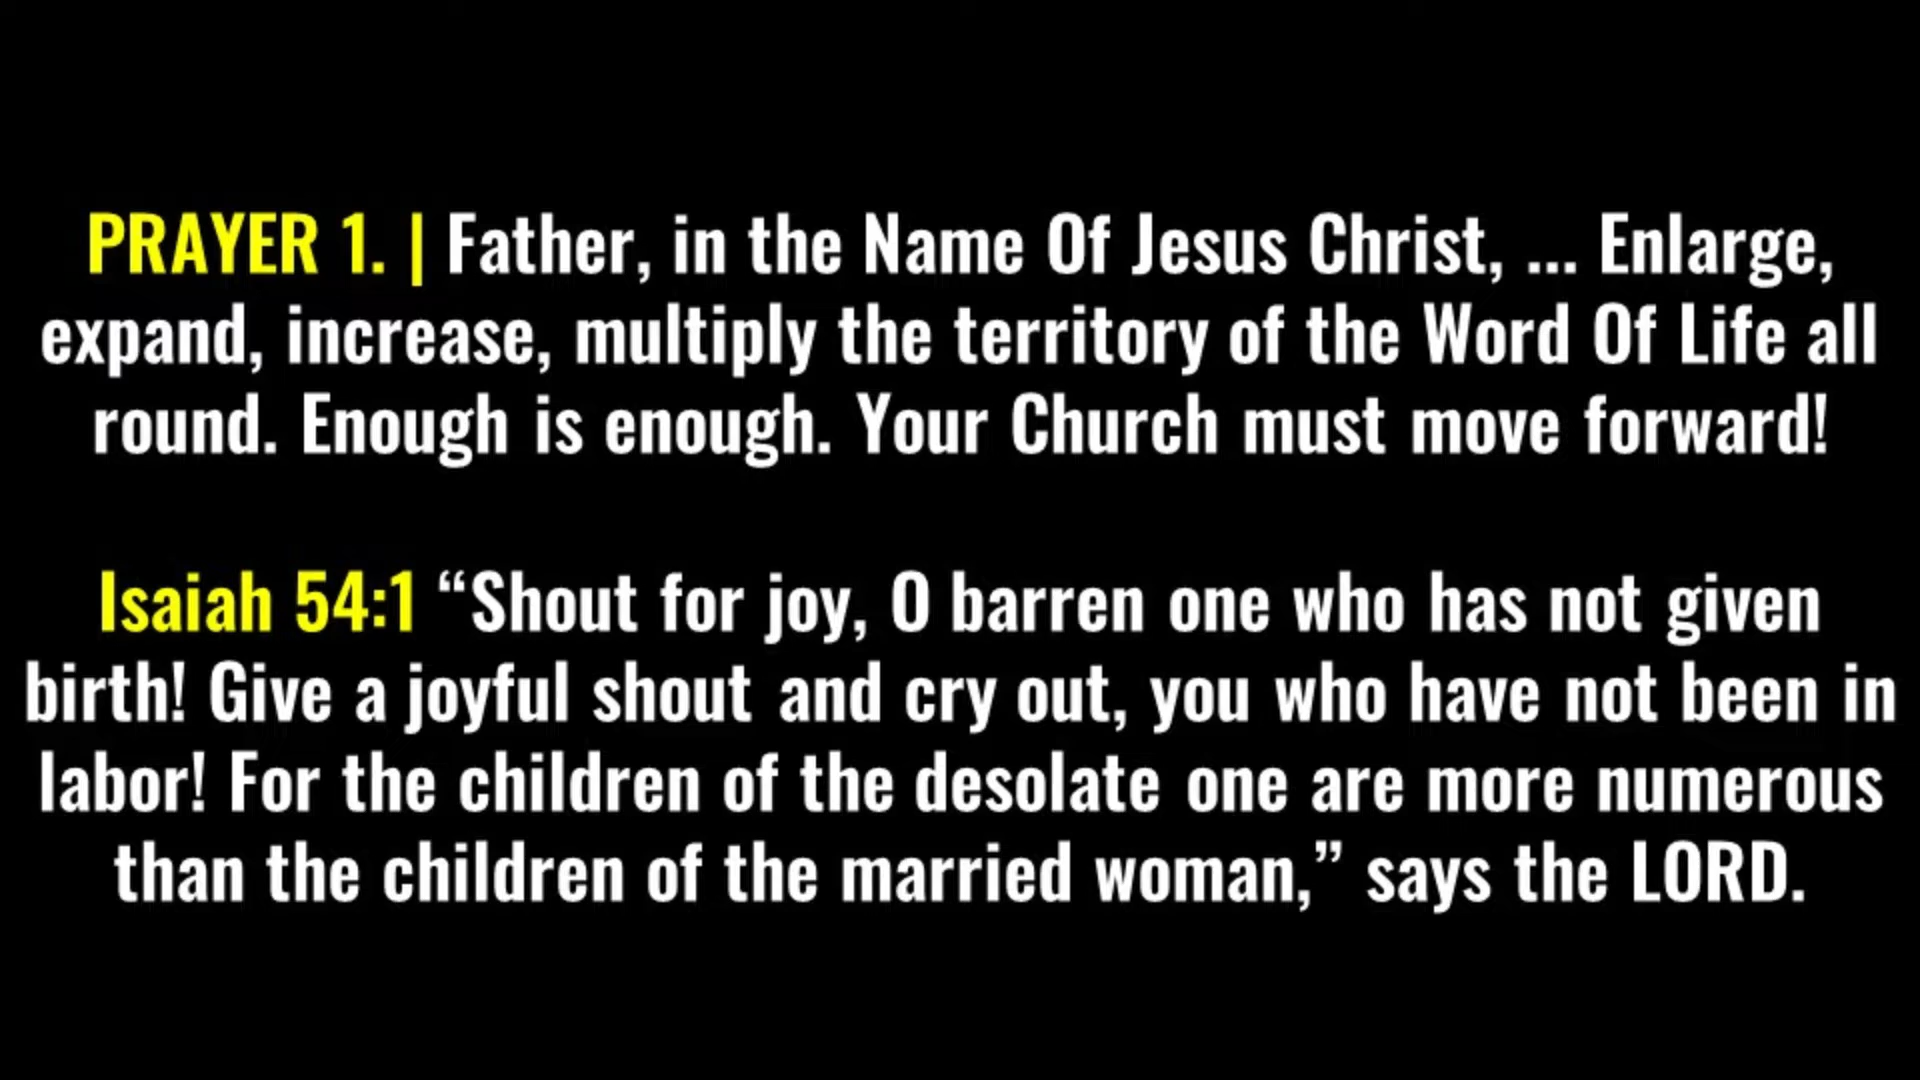 PRAYER 1. | Father, in the Name Of Jesus Christ, ... Enlarge,
expand, increase, multiply the territory of the Word Of Life all
round. Enough is enough. Your Church must move forward!
Isaiah 54:1 “Shout for joy, O barren one who has not given
birth! Give a joyful shout and cry out, you who have not been in
labor! For the children of the desolate one are more numerous
than the children of the married woman,” says the LORD.